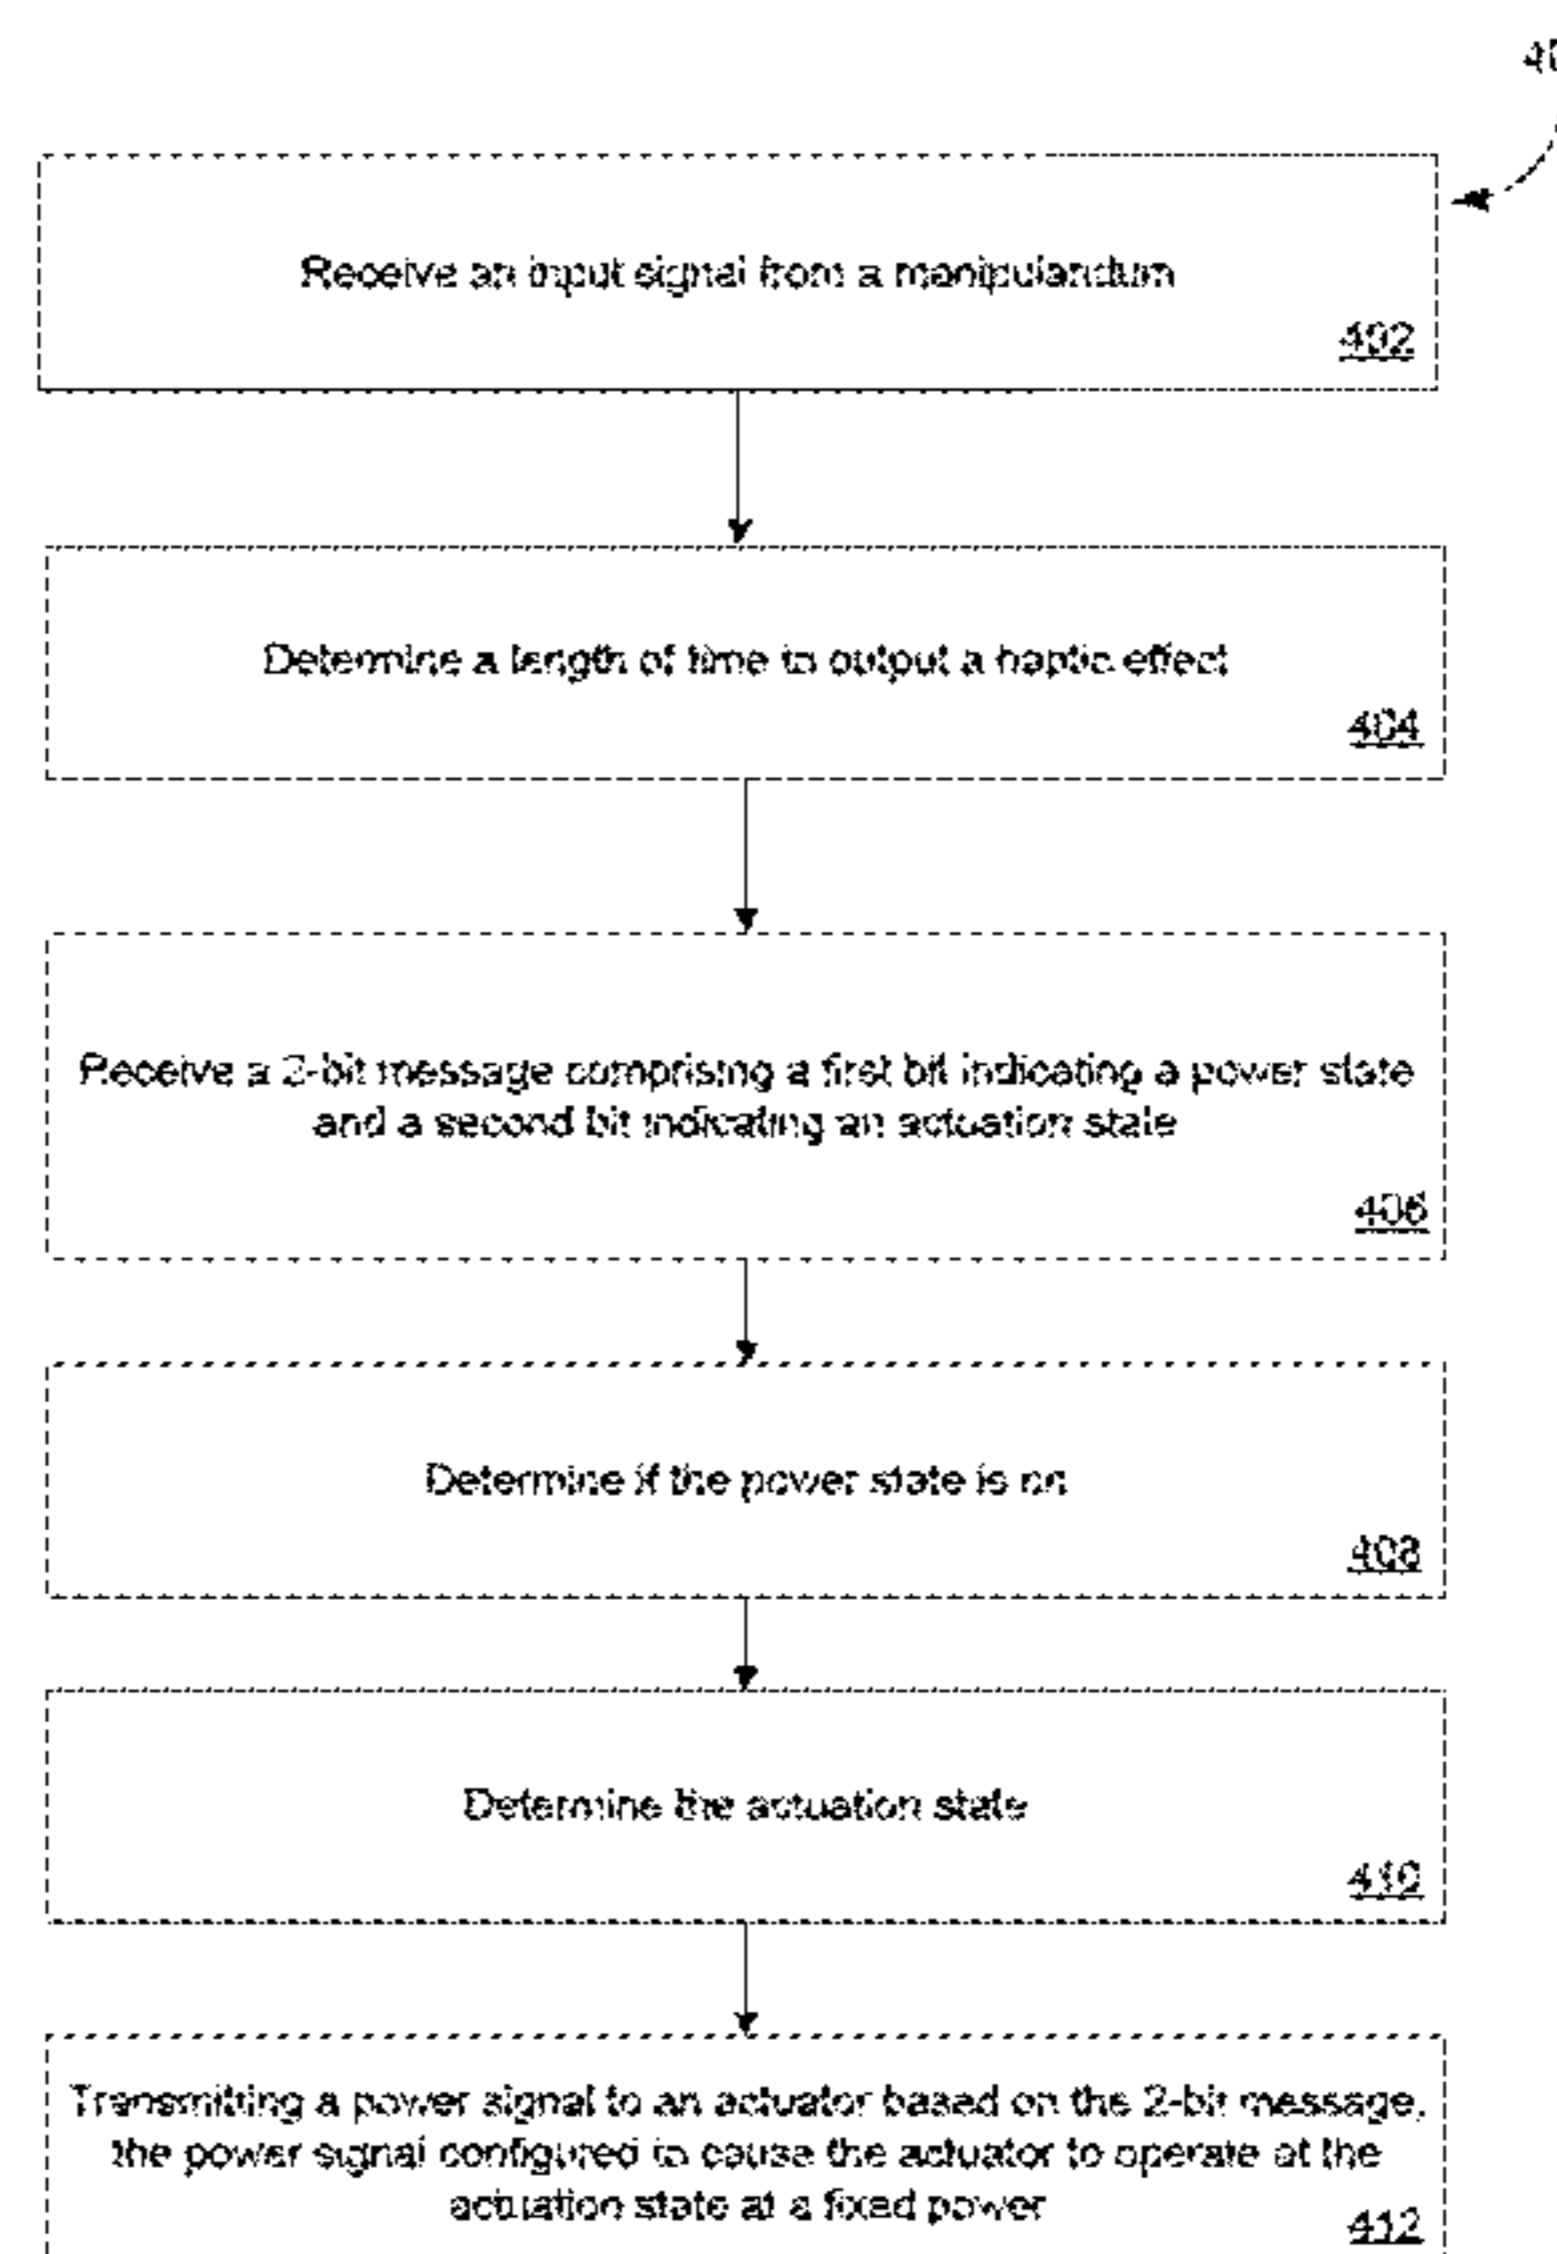 Receive an input signal from a manipulandum
402
Determine a length of time to output a haptic effect
404
Receive a 2-bit message comprising a first bit indicating a power state
and a second bit indicating an actuation state
406
Determine if the power state is on
408
Determine the actuation state
410
Transmitting a power signal to an actuator based on the 2-bit message,
the power signal configured to cause the actuator to operate at the
actuation state at a fixed power
412